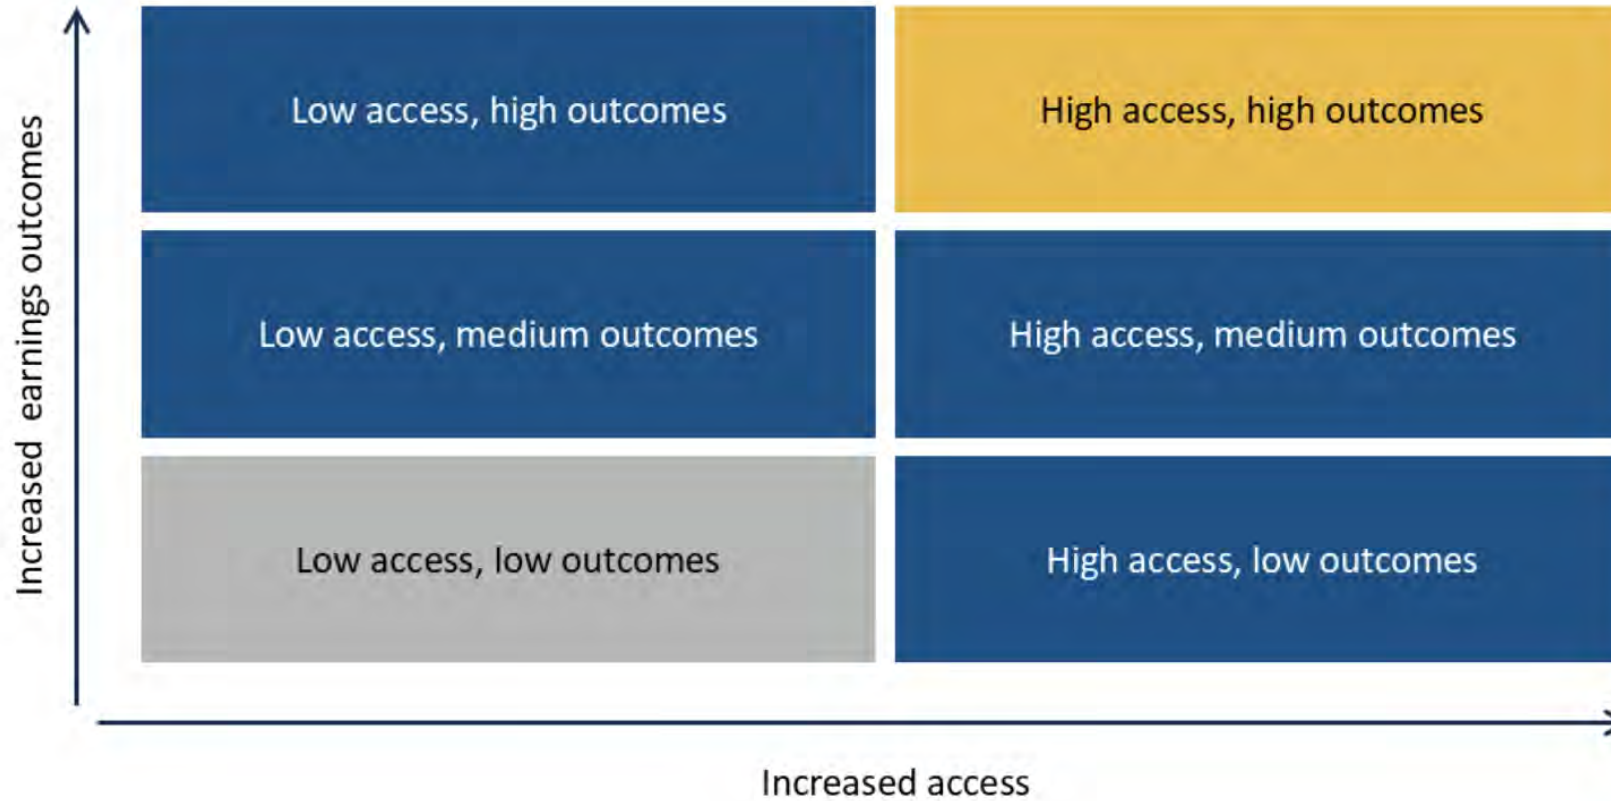 Increased earnings outcomes
Low access, high outcomes
High access, high outcomes
Low access, medium outcomes
High access, medium outcomes
Low access, low outcomes
High access, low outcomes
Increased access